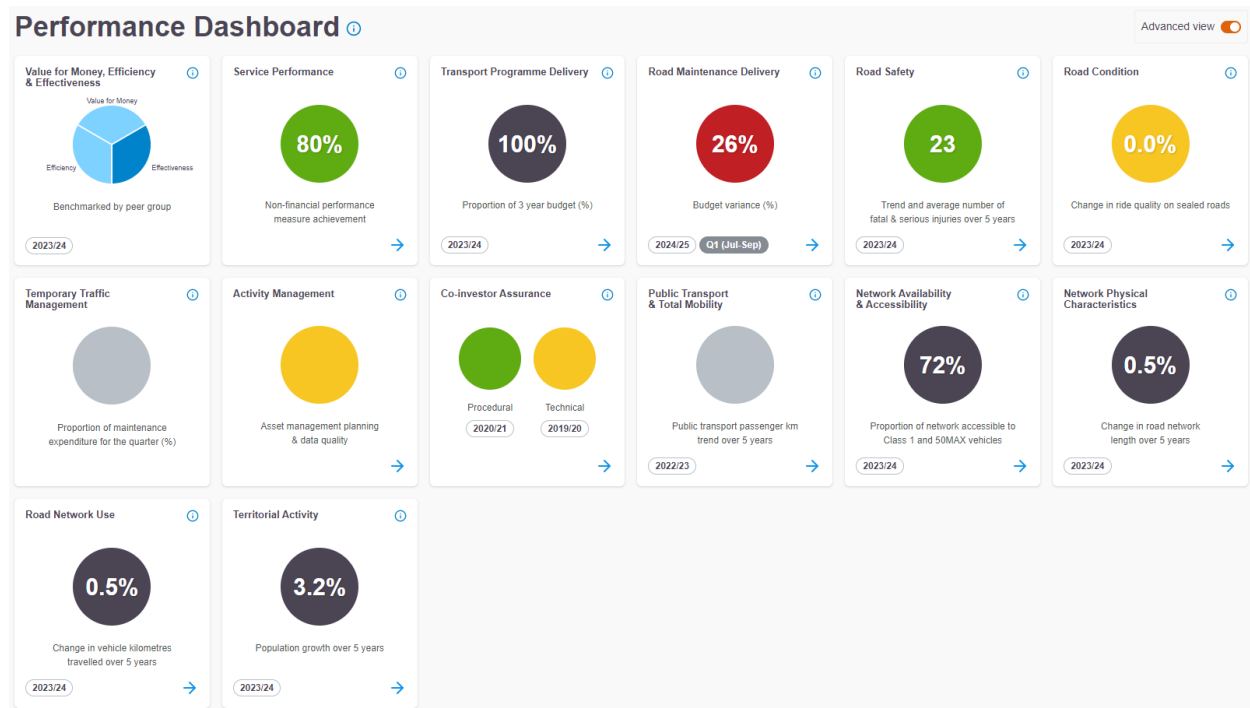 Performance Dashboard
Advanced view
Value for Money, Efficiency
& Effectiveness
Value for Money
Efficiency
Effectiveness
Benchmarked by peer group
2023/24
Service Performance
80%
Non-financial performance
measure achievement
Transport Programme Delivery
100%
Proportion of 3 year budget (%)
2023/24
Road Maintenance Delivery
26%
Budget variance (%)
2024/25
Q1 (Jul-Sep)
Road Safety
23
Trend and average number of
fatal & serious injuries over 5 years
2023/24
Road Condition
0.0%
Change in ride quality on sealed roads
2023/24
Temporary Traffic
Management
Proportion of maintenance
expenditure for the quarter (%)
Activity Management
Asset management planning
& data quality
Co-investor Assurance
Procedural
2020/21
Technical
2019/20
Public Transport
& Total Mobility
Public transport passenger km
trend over 5 years
2022/23
Network Availability
& Accessibility
72%
Proportion of network accessible to
Class 1 and 50MAX vehicles
2023/24
Network Physical
Characteristics
0.5%
Change in road network
length over 5 years
2023/24
Road Network Use
0.5%
Change in vehicle kilometres
travelled over 5 years
2023/24
Territorial Activity
3.2%
Population growth over 5 years
2023/24